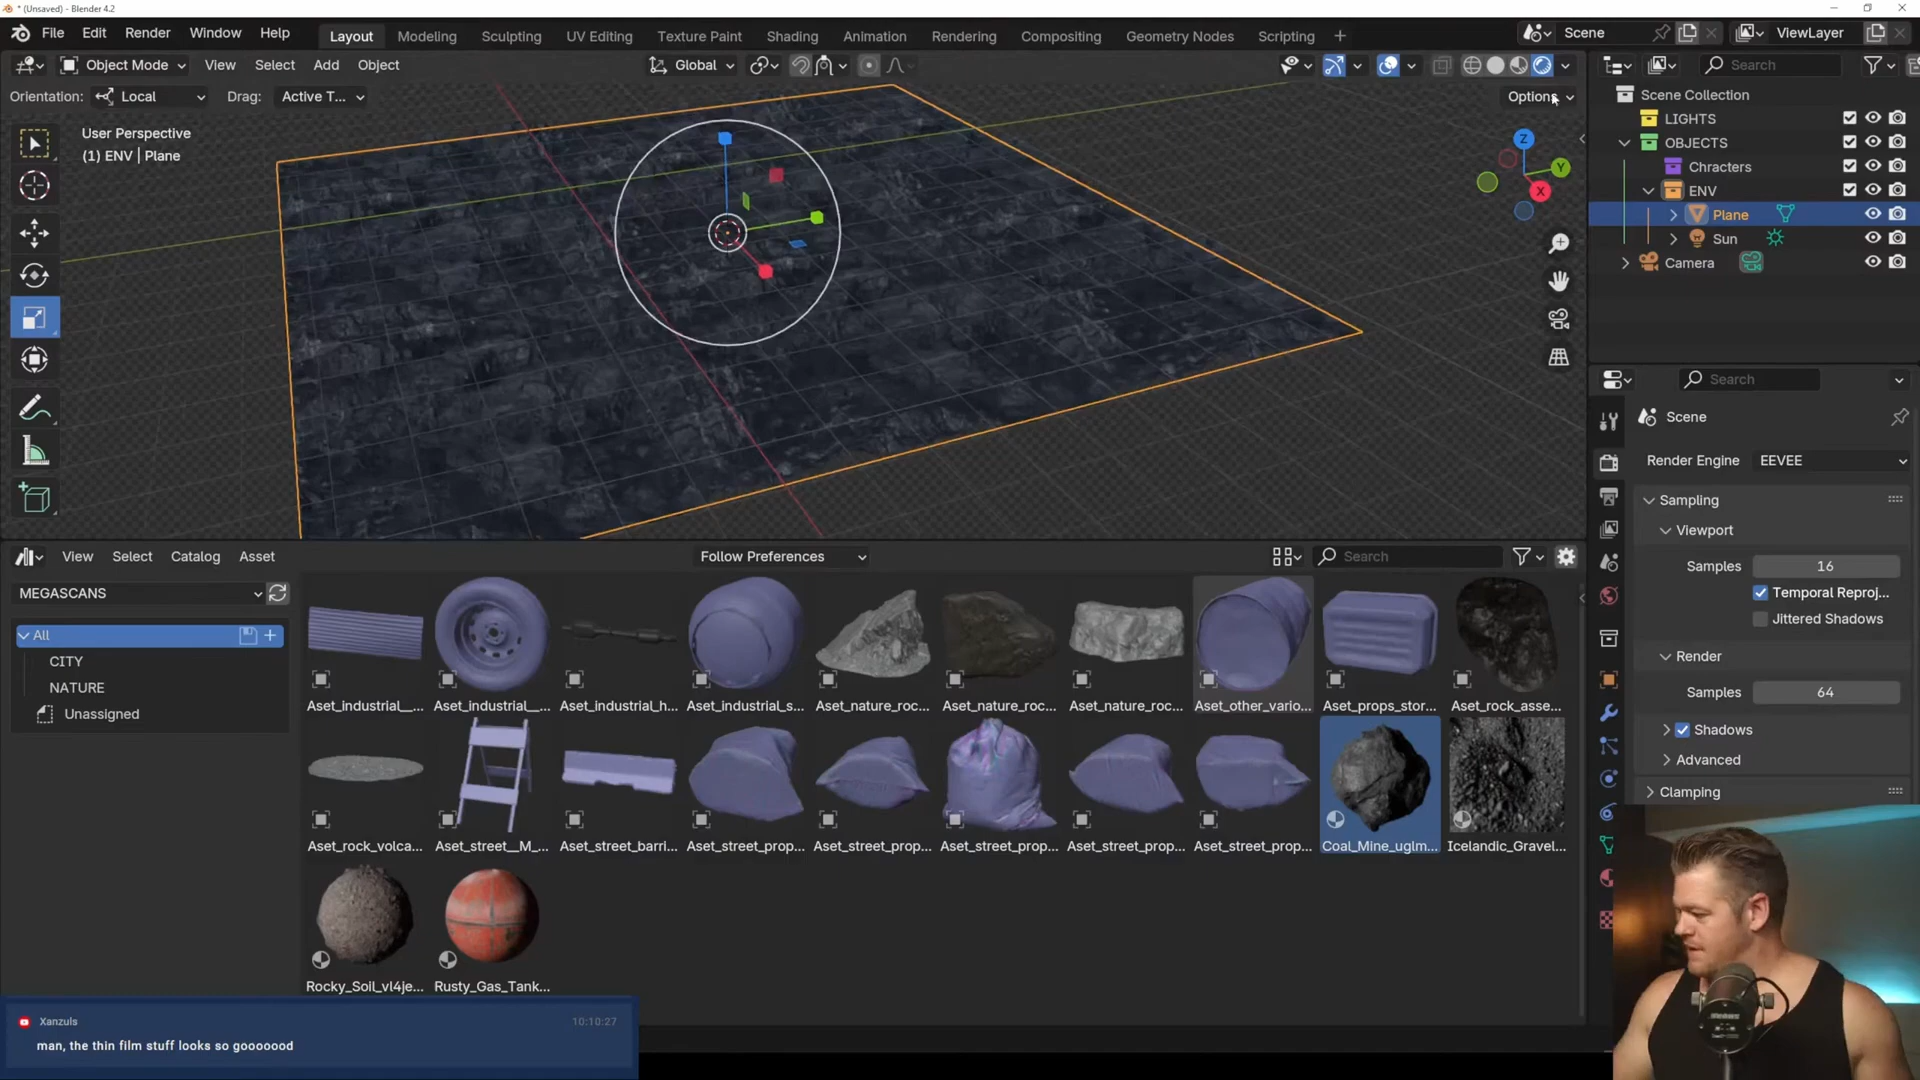 * (Unsaved) - Blender 4.2
File Edit Render Window Help
Layout Modeling Sculpting UV Editing Texture Paint Shading Animation Rendering Compositing Geometry Nodes Scripting +
Scene ViewLayer
Object Mode View Select Add Object Global
Orientation: Local Drag: Active T... Options
User Perspective
(1) ENV | Plane
Z
Y
X
Search
Scene Collection
LIGHTS
OBJECTS
Chracters
ENV
Plane
Sun
Camera
Search
Scene
Render Engine EEVEE
Sampling
Viewport
Samples 16
Temporal Reproj...
Jittered Shadows
Render
Samples 64
Shadows
Advanced
Clamping
View Select Catalog Asset Follow Preferences Search
MEGASCANS
All
CITY
NATURE
Unassigned
Aset_industrial__... Aset_industrial__... Aset_industrial_h... Aset_industrial_s... Aset_nature_roc... Aset_nature_roc... Aset_nature_roc... Aset_other_vario... Aset_props_stor... Aset_rock_asse...
Aset_rock_volca... Aset_street__M_... Aset_street_barri... Aset_street_prop... Aset_street_prop... Aset_street_prop... Aset_street_prop... Aset_street_prop... Coal_Mine_uglm... Icelandic_Gravel...
Rocky_Soil_vl4je... Rusty_Gas_Tank...
Xanzuls 10:10:27
man, the thin film stuff looks so gooooood